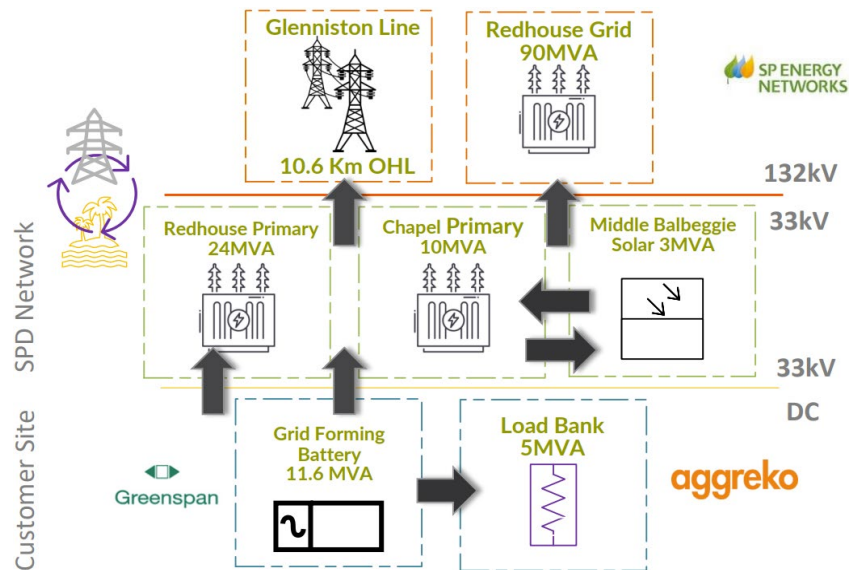 Glenniston Line
10.6 Km OHL
Redhouse Grid
90MVA
SP ENERGY
NETWORKS
132kV
33kV
SPD Network
Redhouse Primary
24MVA
Chapel Primary
10MVA
Middle Balbeggie
Solar 3MVA
33kV
DC
Customer Site
Greenspan
Grid Forming
Battery
11.6 MVA
Load Bank
5MVA
aggreko